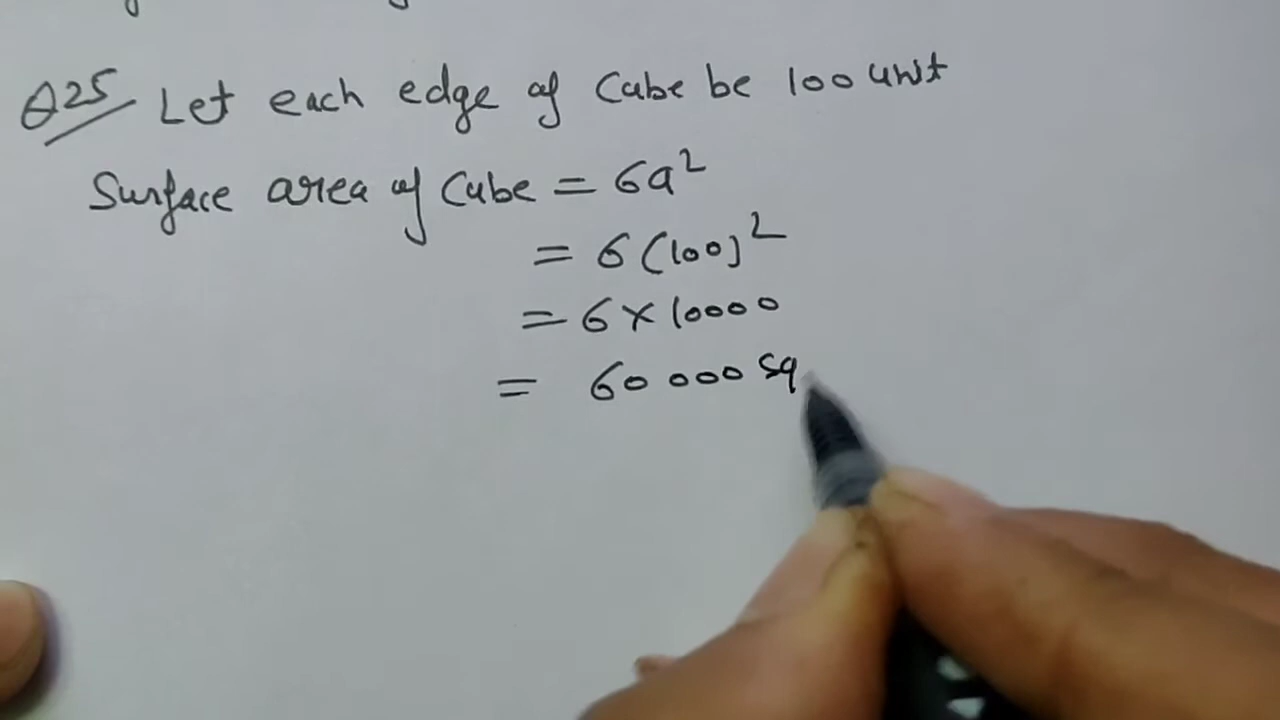 Q25 Let each edge of Cube be 100 unit
Surface area of Cube = 6a²
= 6(100)²
= 6 × 10000
= 60000 sq